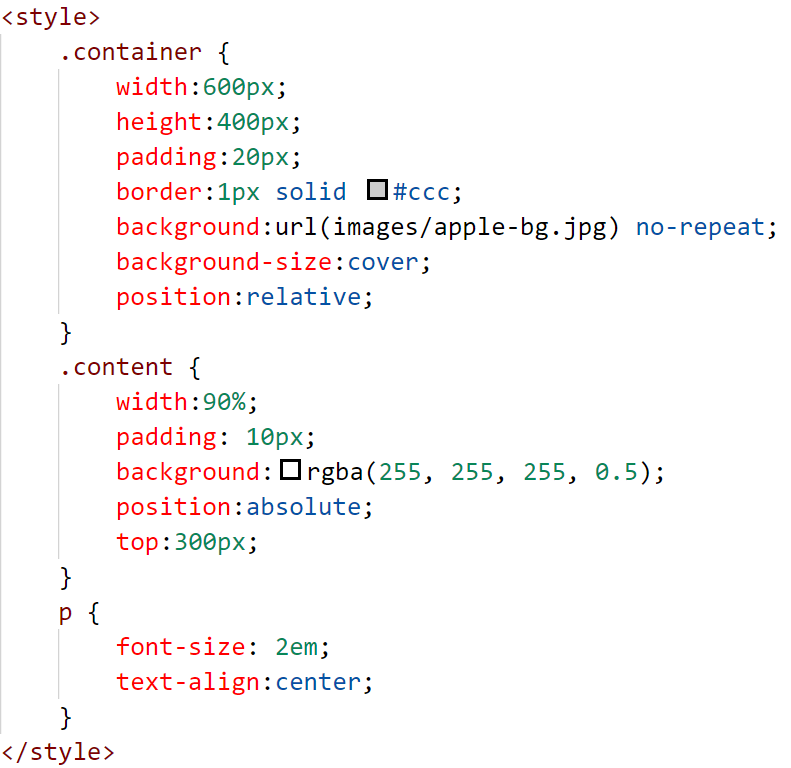 <style>
    .container {
        width:600px;
        height:400px;
        padding:20px;
        border:1px solid #ccc;
        background:url(images/apple-bg.jpg) no-repeat;
        background-size:cover;
        position:relative;
    }
    .content {
        width:90%;
        padding: 10px;
        background:rgba(255, 255, 255, 0.5);
        position:absolute;
        top:300px;
    }
    p {
        font-size: 2em;
        text-align:center;
    }
</style>